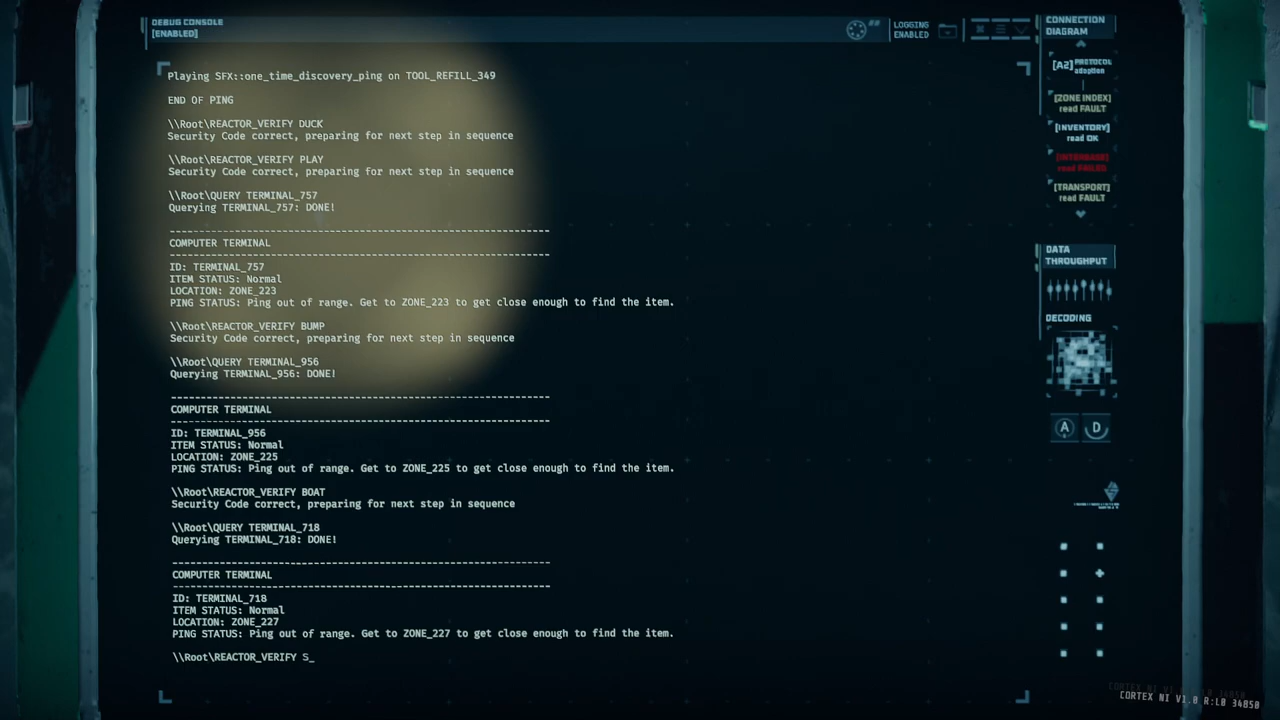 DEBUG CONSOLE
[ENABLED]
LOGGING
ENABLED
CONNECTION
DIAGRAM
Playing SFX::one_time_discovery_ping on TOOL_REFILL_349
END OF PING
\\Root\REACTOR_VERIFY DUCK
Security Code correct, preparing for next step in sequence
\\Root\REACTOR_VERIFY PLAY
Security Code correct, preparing for next step in sequence
\\Root\QUERY TERMINAL_757
Querying TERMINAL_757: DONE!
----------------------------------------------------------------
COMPUTER TERMINAL
----------------------------------------------------------------
ID: TERMINAL_757
ITEM STATUS: Normal
LOCATION: ZONE_223
PING STATUS: Ping out of range. Get to ZONE_223 to get close enough to find the item.
\\Root\REACTOR_VERIFY BUMP
Security Code correct, preparing for next step in sequence
\\Root\QUERY TERMINAL_956
Querying TERMINAL_956: DONE!
----------------------------------------------------------------
COMPUTER TERMINAL
----------------------------------------------------------------
ID: TERMINAL_956
ITEM STATUS: Normal
LOCATION: ZONE_225
PING STATUS: Ping out of range. Get to ZONE_225 to get close enough to find the item.
\\Root\REACTOR_VERIFY BOAT
Security Code correct, preparing for next step in sequence
\\Root\QUERY TERMINAL_718
Querying TERMINAL_718: DONE!
----------------------------------------------------------------
COMPUTER TERMINAL
----------------------------------------------------------------
ID: TERMINAL_718
ITEM STATUS: Normal
LOCATION: ZONE_227
PING STATUS: Ping out of range. Get to ZONE_227 to get close enough to find the item.
\\Root\REACTOR_VERIFY S_
[A2] PROTOCOL
adaption
[ZONE INDEX]
read FAULT
[INVENTORY]
read OK
read FAILED
[TRANSPORT]
read FAULT
DATA
THROUGHPUT
DECODING
A D
CORTEX NI V1.0 R:L0 34850